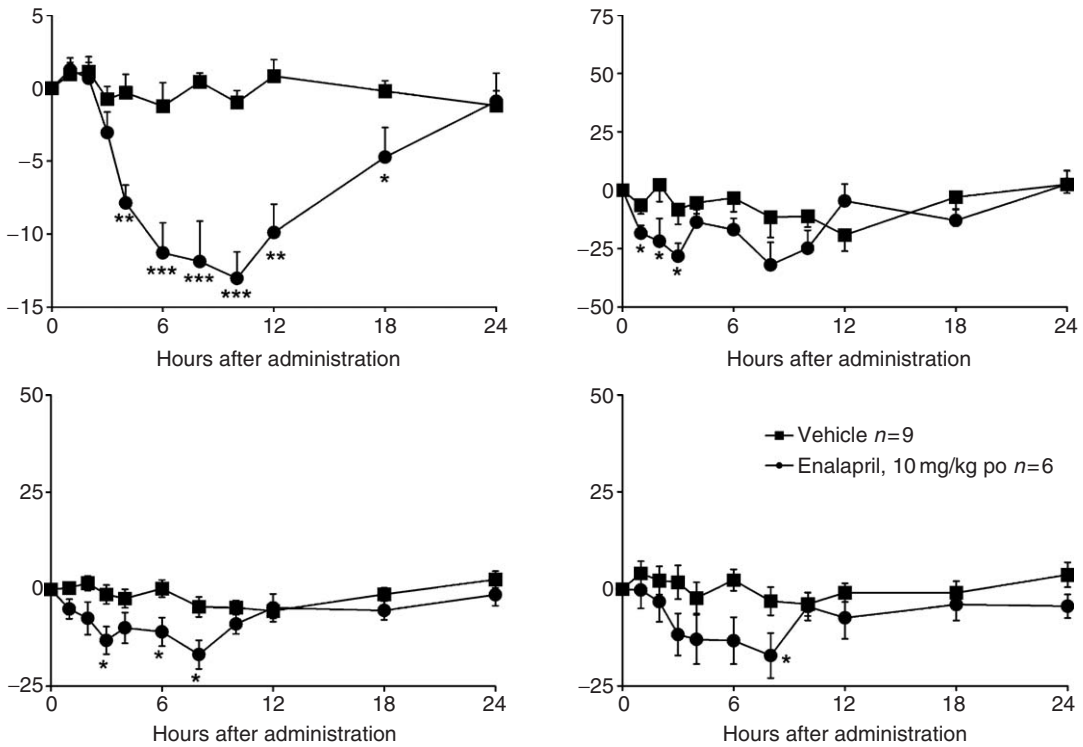 5
0
−5
−10
−15
** *** *** *** ** *
0 6 12 18 24
Hours after administration
75
50
25
0
−25
−50
* * *
0 6 12 18 24
Hours after administration
50
25
0
−25
* * *
0 6 12 18 24
Hours after administration
50
25
0
−25
Vehicle n=9
Enalapril, 10 mg/kg po n=6
*
0 6 12 18 24
Hours after administration